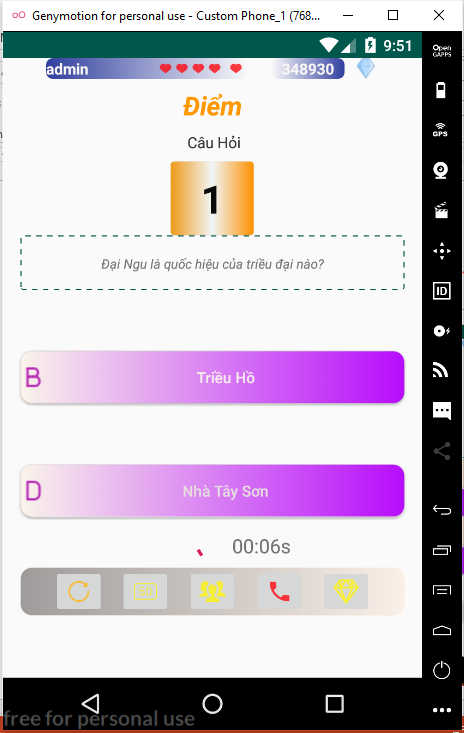 Genymotion for personal use - Custom Phone_1 (768...
9:51
Open
GAPPS
admin
348930
Điểm
GPS
Câu Hỏi
1
Đại Ngu là quốc hiệu của triều đại nào?
ID
B Triều Hồ
D Nhà Tây Sơn
00:06s
free for personal use